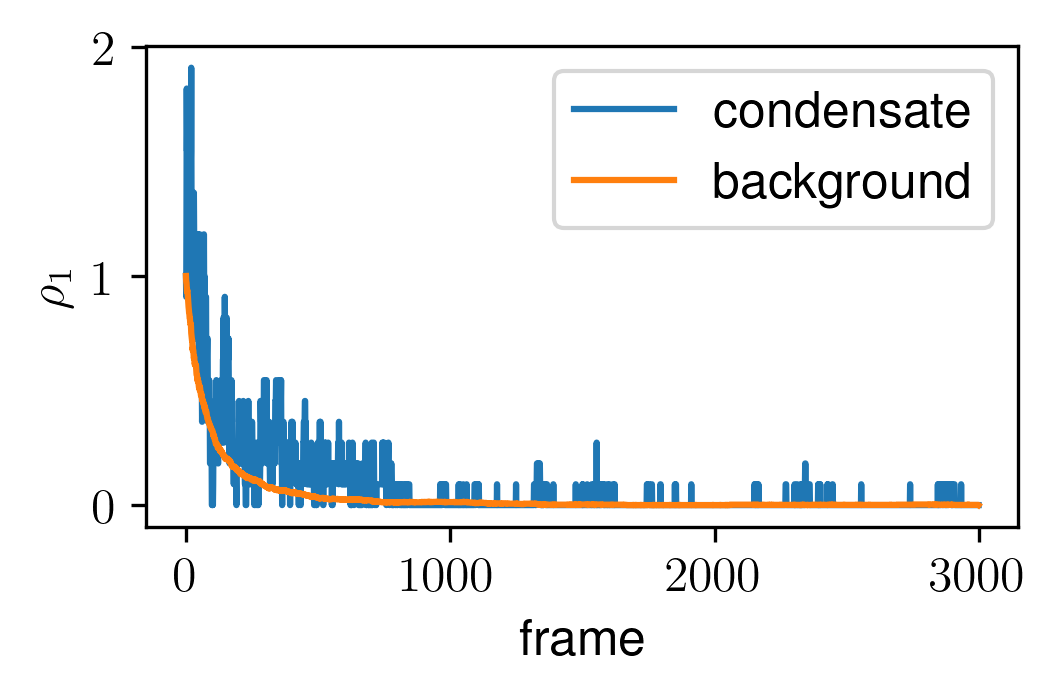 2
1
0
ρ₁
condensate
background
0 1000 2000 3000
frame